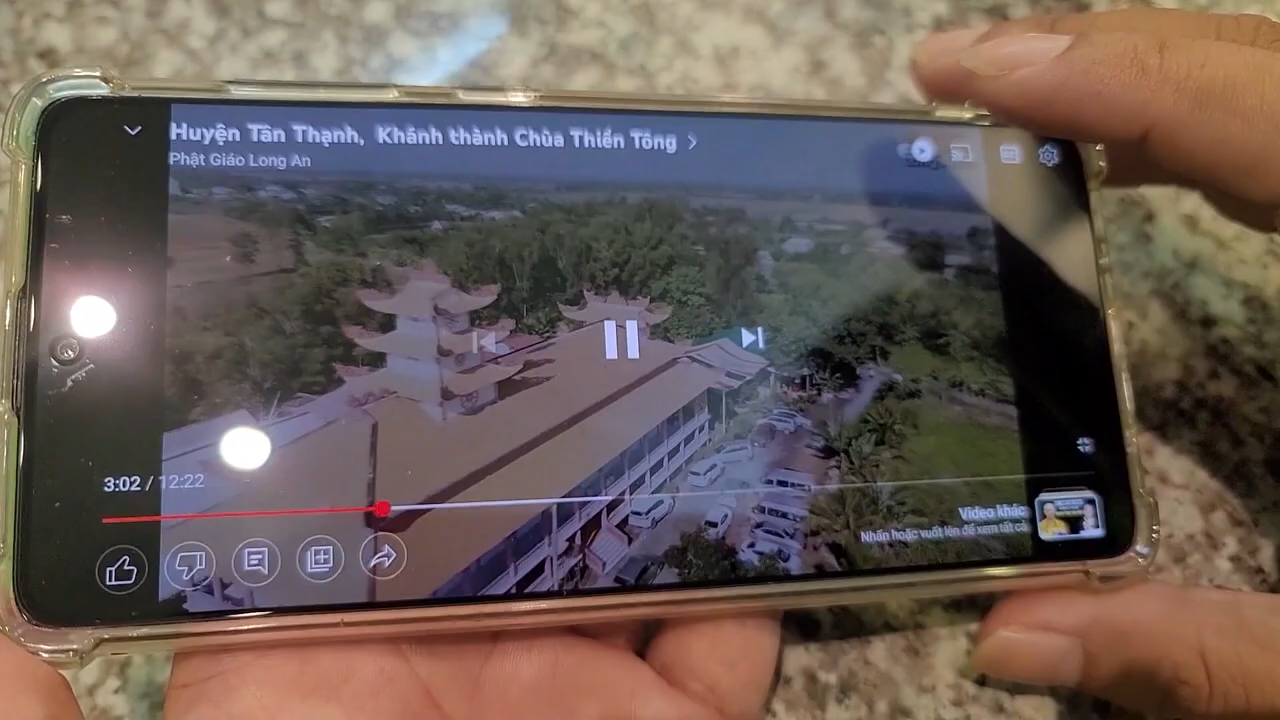 Huyện Tân Thạnh, Khánh thành Chùa Thiền Tông
Phật Giáo Long An
3:02 / 12:22
Video khác
Nhấn hoặc vuốt lên để xem tất cả